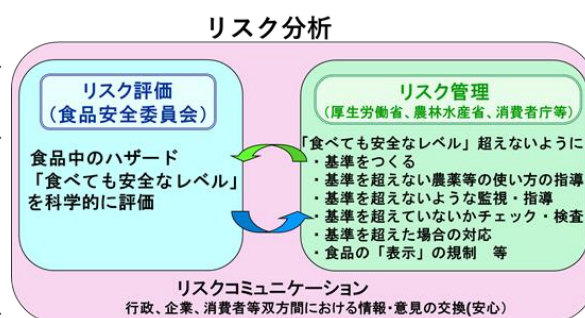 リスク分析
リスク評価
（食品安全委員会）
食品中のハザード
「食べても安全なレベル」
を科学的に評価
リスク管理
（厚生労働省、農林水産省、消費者庁等）
「食べても安全なレベル」超えないように
・基準をつくる
・基準を超えない農薬等の使い方の指導
・基準を超えないような監視・指導
・基準を超えていないかチェック・検査
・基準を超えた場合の対応
・食品の「表示」の規制　等
リスクコミュニケーション
行政、企業、消費者等双方間における情報・意見の交換(安心）